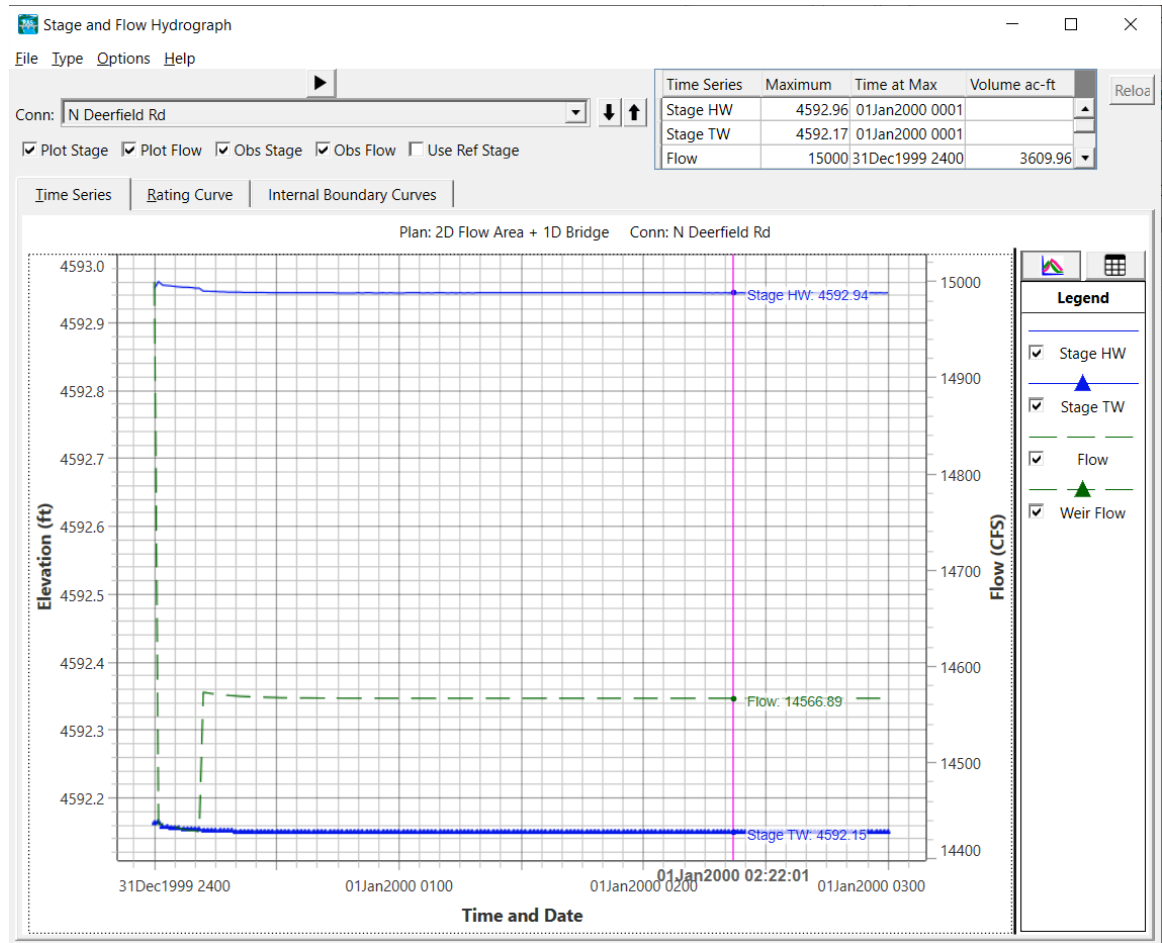 Stage and Flow Hydrograph
File Type Options Help
Conn: N Deerfield Rd
Plot Stage Plot Flow Obs Stage Obs Flow Use Ref Stage
Time Series Maximum Time at Max Volume ac-ft
Stage HW 4592.96 01Jan2000 0001
Stage TW 4592.17 01Jan2000 0001
Flow 15000 31Dec1999 2400 3609.96
Reloa
Time Series Rating Curve Internal Boundary Curves
Plan: 2D Flow Area + 1D Bridge Conn: N Deerfield Rd
4593.0
4592.9
4592.8
4592.7
4592.6
4592.5
4592.4
4592.3
4592.2
Elevation (ft)
Stage HW: 4592.94
Flow: 14566.89
Stage TW: 4592.15
15000
14900
14800
14700
14600
14500
14400
Flow (CFS)
01Jan2000 02:22:01
31Dec1999 2400 01Jan2000 0100 01Jan2000 0200 01Jan2000 0300
Time and Date
Legend
Stage HW
Stage TW
Flow
Weir Flow